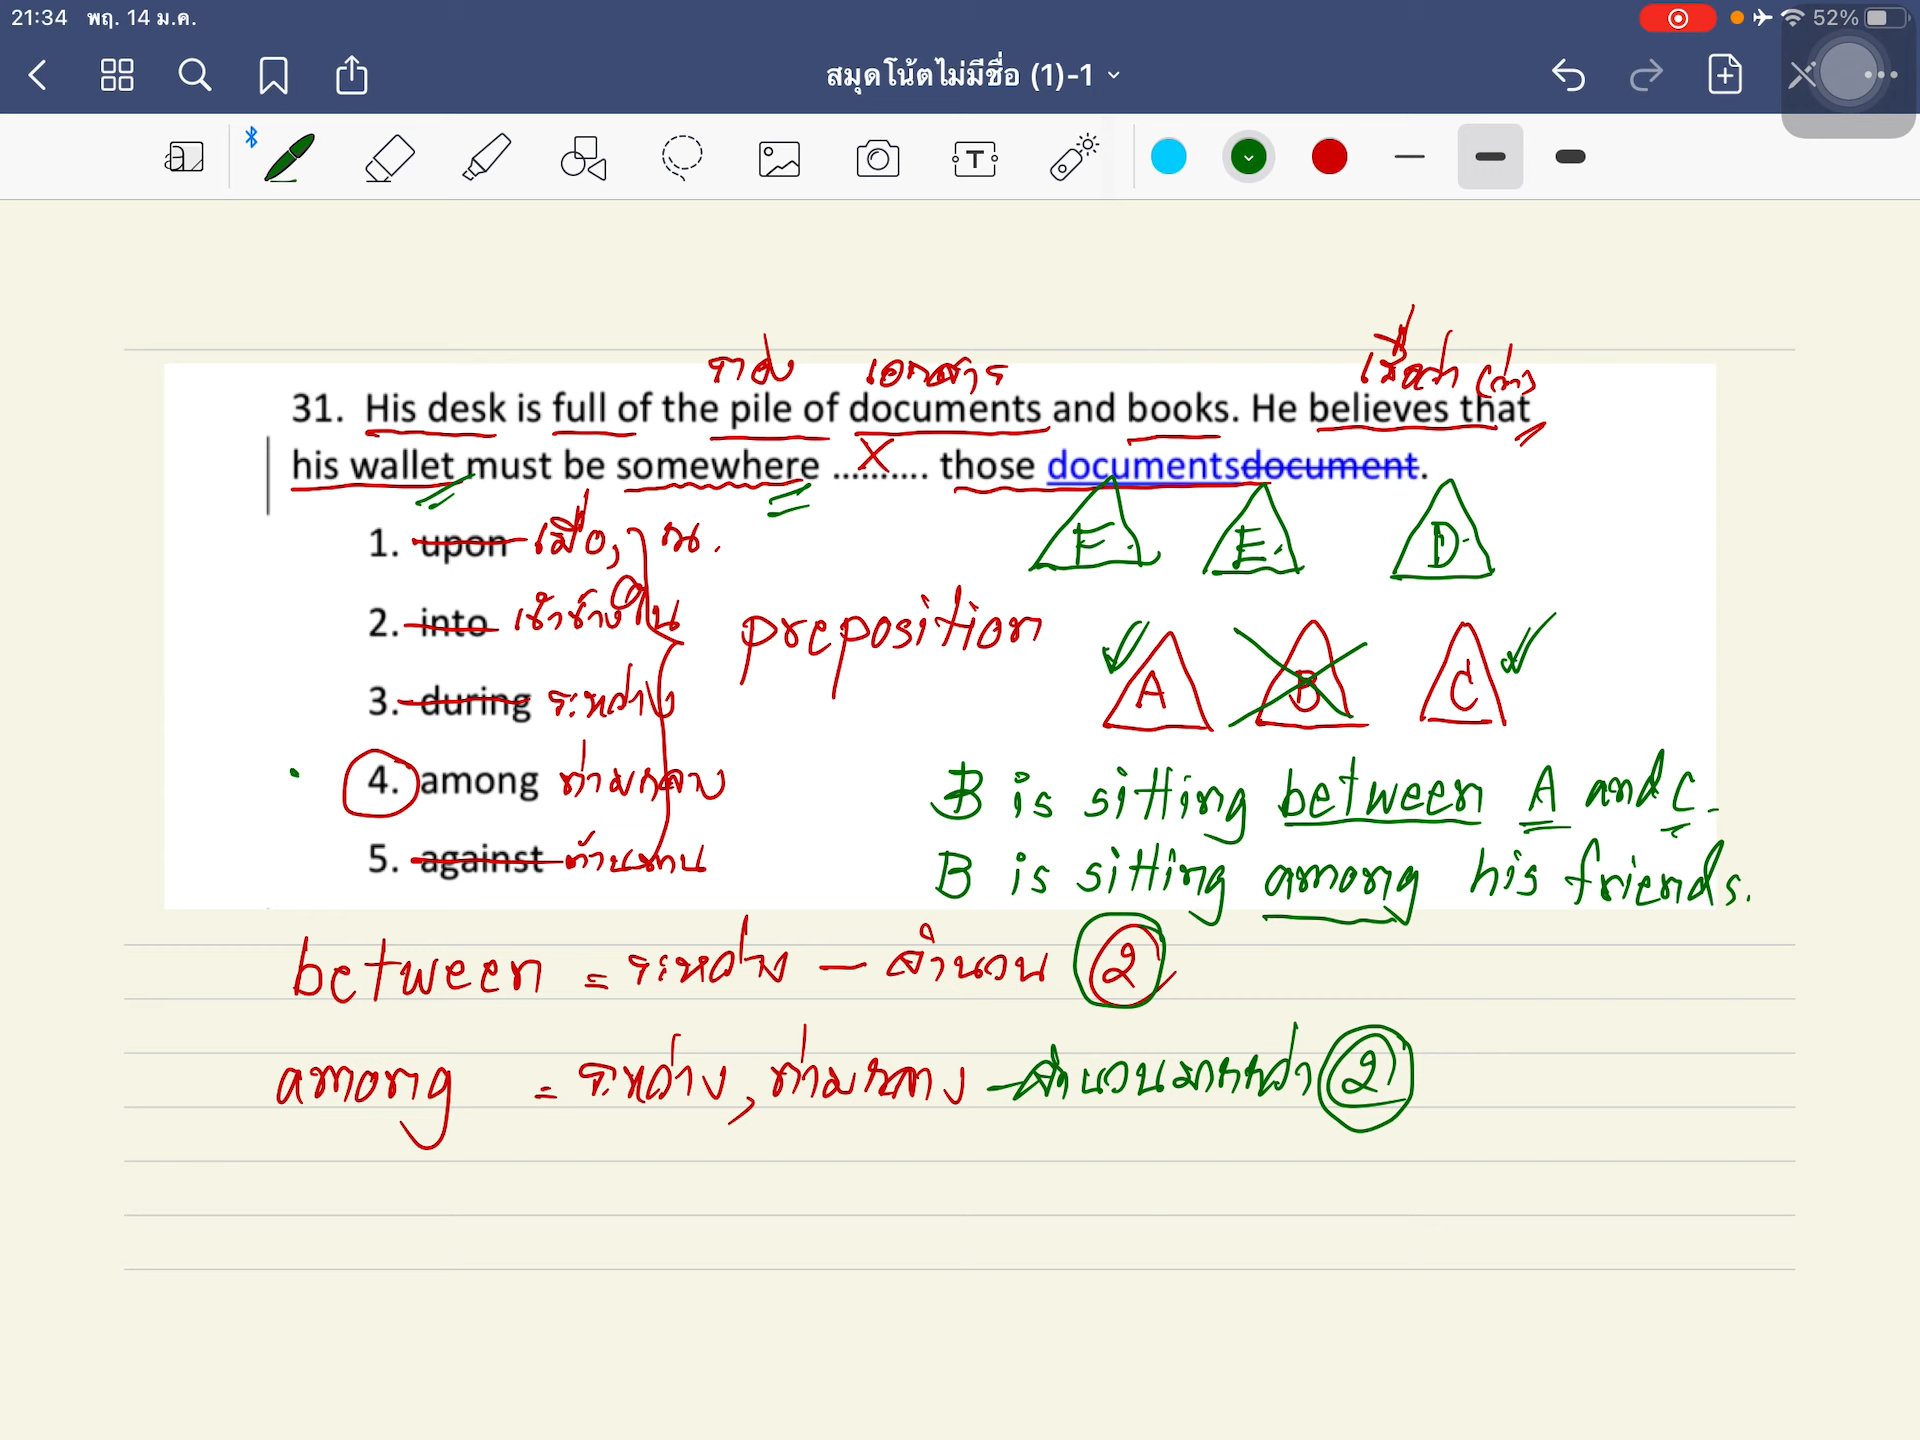 21:34 พฤ. 14 ม.ค.
52%
สมุดโน้ตไม่มีชื่อ (1)-1
กอง เอกสาร เชื่อว่า (ว่า)
31. His desk is full of the pile of documents and books. He believes that
his wallet must be somewhere .......... those documentsdocument.
F E D
1. upon เมื่อ, ณ.
2. into เข้าข้างใน
preposition
3. during ระหว่าง
A B C
4. among ท่ามกลาง
B is sitting between A and C.
5. against ต้านทาน
B is sitting among his friends.
between = ระหว่าง – จำนวน 2
among = ระหว่าง, ท่ามกลาง – จำนวนมากกว่า 2